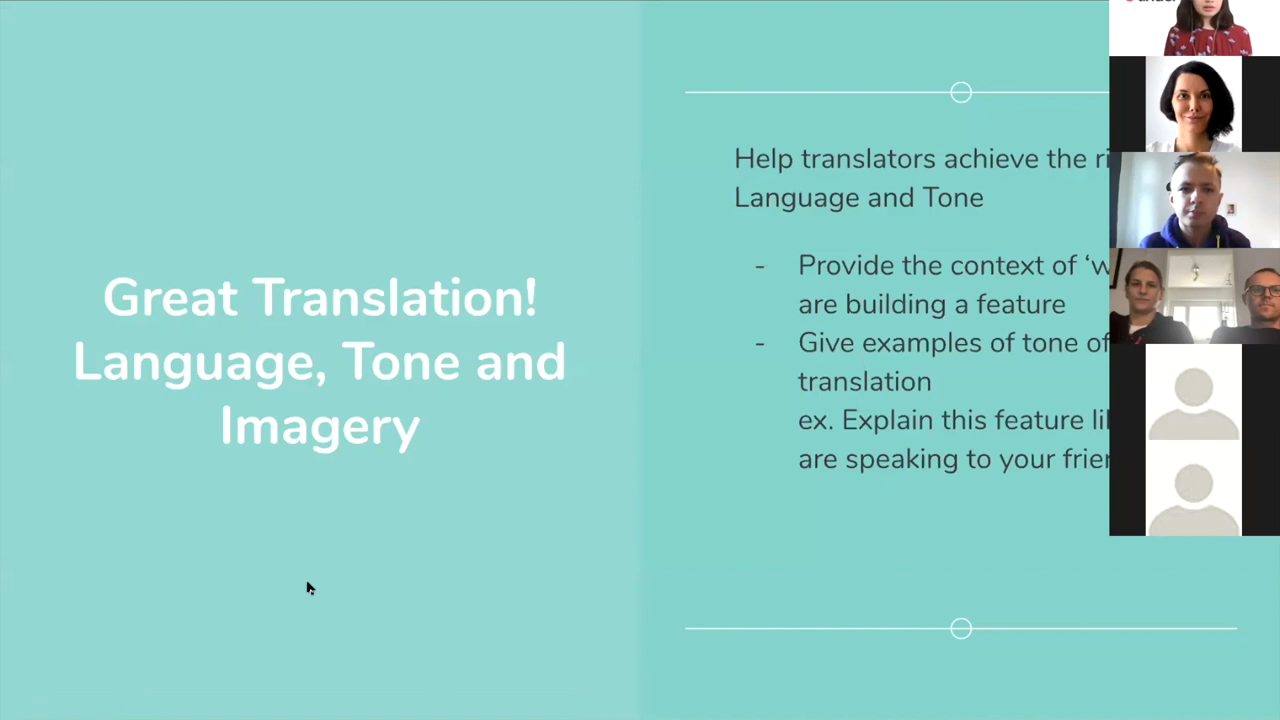 Great Translation!
Language, Tone and
Imagery
Help translators achieve the
Language and Tone
- Provide the context of
are building a feature
- Give examples of tone of
translation
ex. Explain this feature
are speaking to your